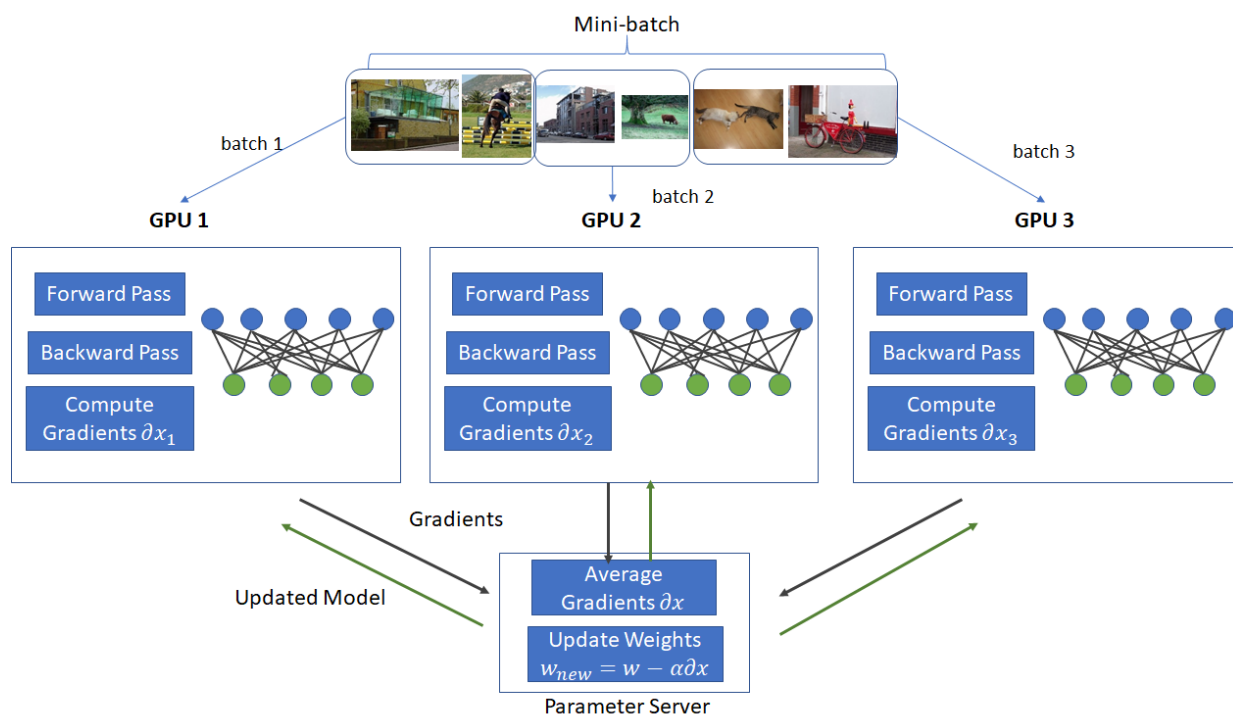 Mini-batch
batch 1
batch 2
batch 3
GPU 1
GPU 2
GPU 3
Forward Pass
Backward Pass
Compute
Gradients ∂x₁
Forward Pass
Backward Pass
Compute
Gradients ∂x₂
Forward Pass
Backward Pass
Compute
Gradients ∂x₃
Gradients
Updated Model
Average
Gradients ∂x
Update Weights
w_new = w − α∂x
Parameter Server